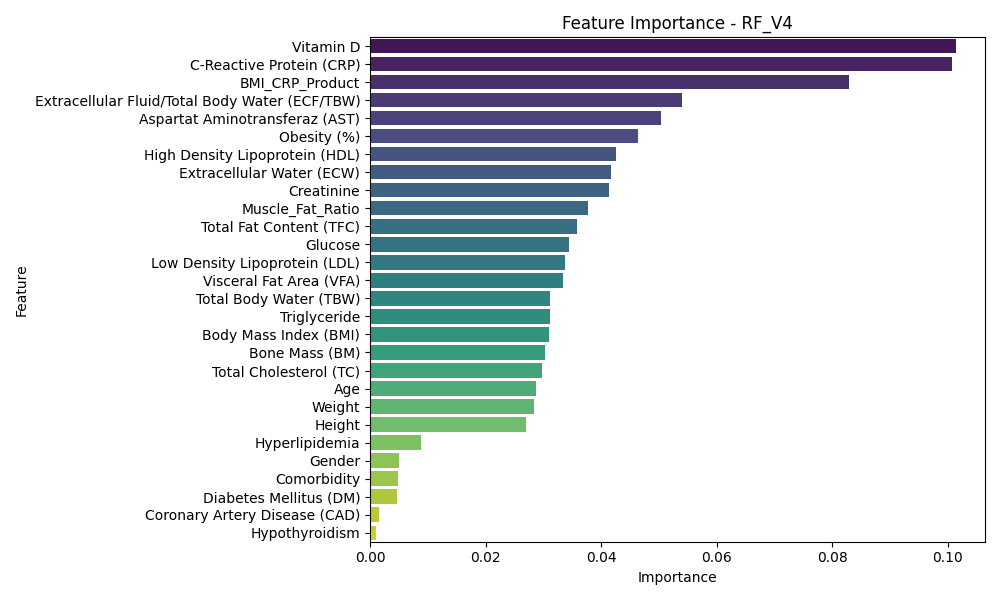 Feature Importance - RF_V4
Feature
Vitamin D
C-Reactive Protein (CRP)
BMI_CRP_Product
Extracellular Fluid/Total Body Water (ECF/TBW)
Aspartat Aminotransferaz (AST)
Obesity (%)
High Density Lipoprotein (HDL)
Extracellular Water (ECW)
Creatinine
Muscle_Fat_Ratio
Total Fat Content (TFC)
Glucose
Low Density Lipoprotein (LDL)
Visceral Fat Area (VFA)
Total Body Water (TBW)
Triglyceride
Body Mass Index (BMI)
Bone Mass (BM)
Total Cholesterol (TC)
Age
Weight
Height
Hyperlipidemia
Gender
Comorbidity
Diabetes Mellitus (DM)
Coronary Artery Disease (CAD)
Hypothyroidism
0.00 0.02 0.04 0.06 0.08 0.10
Importance